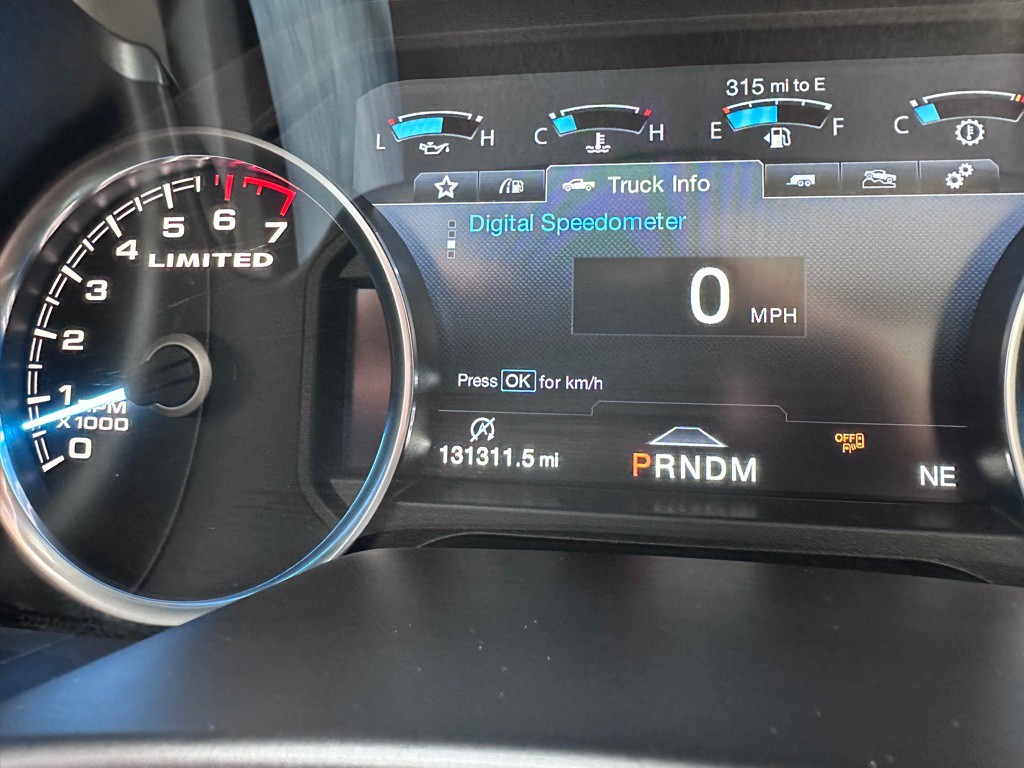 315 mi to E
L H
C H
E F
C
Truck Info
Digital Speedometer
0 MPH
Press OK for km/h
131311.5 mi
PRNDM
OFF
NE
7
6
5
4
LIMITED
3
2
1
RPM
X1000
0